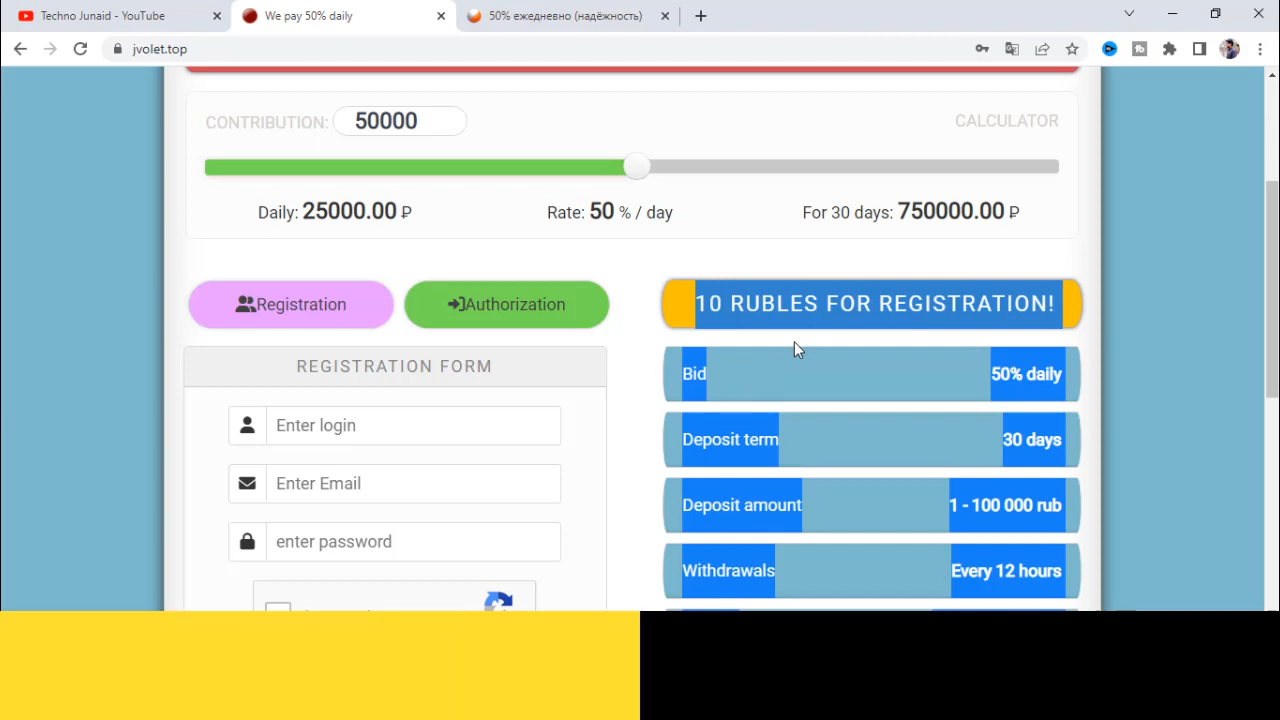 Techno Junaid - YouTube
We pay 50% daily
50% ежедневно (надёжность)
jvolet.top
CONTRIBUTION: 50000
CALCULATOR
Daily: 25000.00 ₽
Rate: 50 % / day
For 30 days: 750000.00 ₽
Registration
Authorization
10 RUBLES FOR REGISTRATION!
REGISTRATION FORM
Enter login
Enter Email
enter password
Bid 50% daily
Deposit term 30 days
Deposit amount 1 - 100 000 rub
Withdrawals Every 12 hours